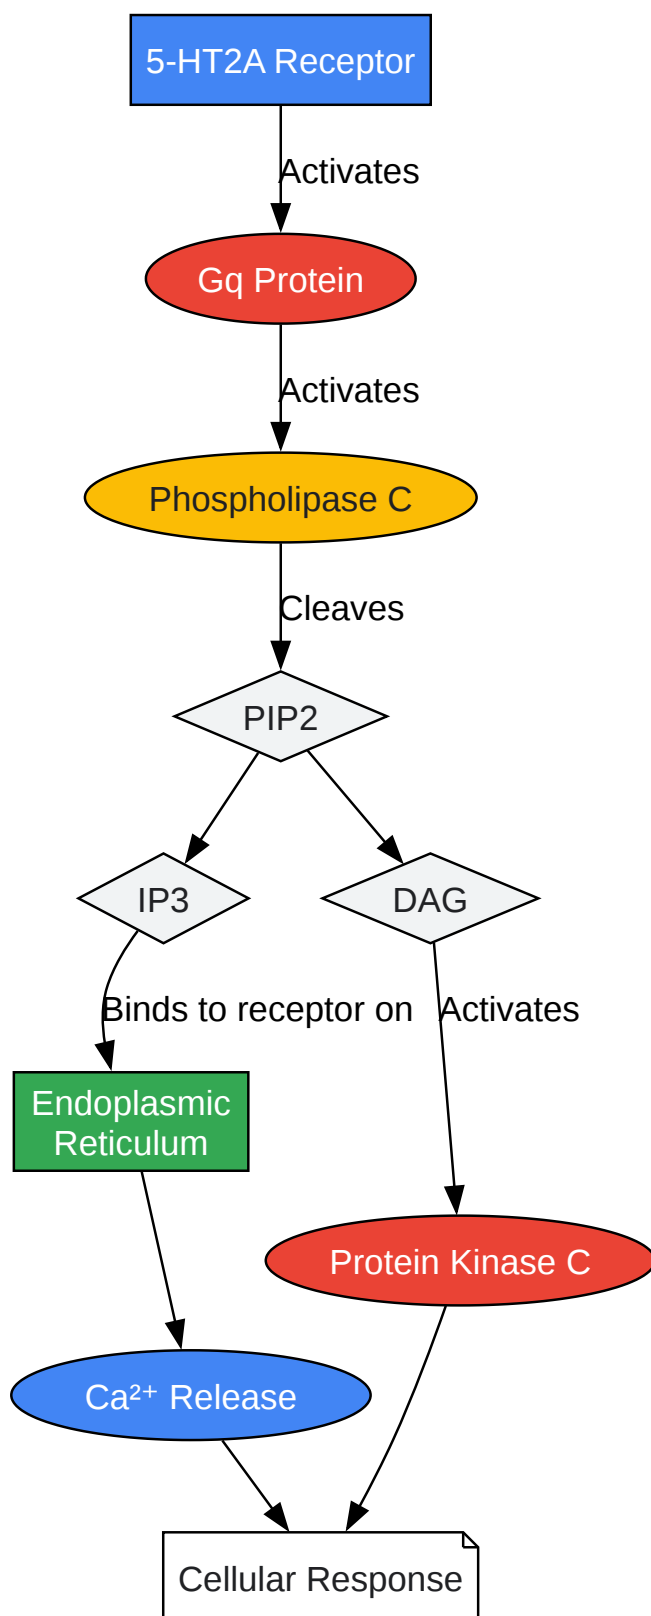 5-HT2A Receptor
Activates
Gq Protein
Activates
Phospholipase C
Cleaves
PIP2
IP3
DAG
Binds to receptor on
Activates
Endoplasmic
Reticulum
Protein Kinase C
Ca²⁺ Release
Cellular Response